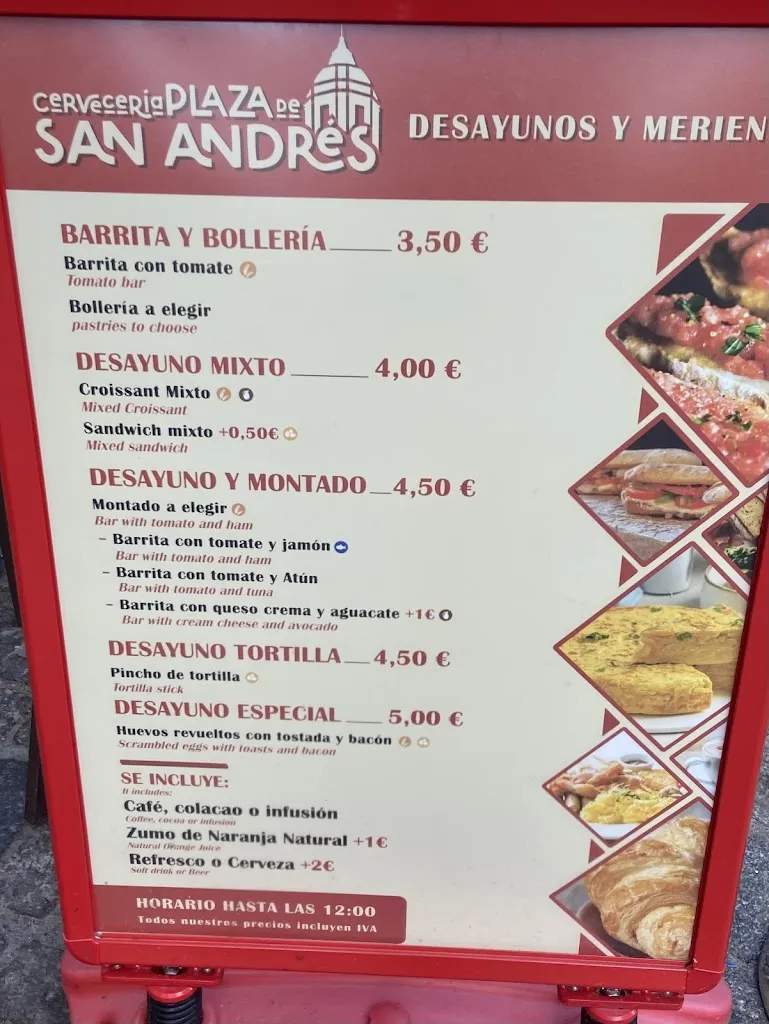 CERVECERÍA PLAZA DE
SAN ANDRÉS
DESAYUNOS Y MERIEN
BARRITA Y BOLLERÍA 3,50 €
Barrita con tomate
Tomato bar
Bollería a elegir
pastries to choose
DESAYUNO MIXTO 4,00 €
Croissant Mixto
Mixed Croissant
Sandwich mixto +0,50€
Mixed sandwich
DESAYUNO Y MONTADO 4,50 €
Montado a elegir
Bar with tomato and ham
- Barrita con tomate y jamón
Bar with tomato and ham
- Barrita con tomate y Atún
Bar with tomato and tuna
- Barrita con queso crema y aguacate +1€
Bar with cream cheese and avocado
DESAYUNO TORTILLA 4,50 €
Pincho de tortilla
Tortilla stick
DESAYUNO ESPECIAL 5,00 €
Huevos revueltos con tostada y bacón
Scrambled eggs with toasts and bacon
SE INCLUYE:
It includes:
Café, colacao o infusión
Coffee, cocoa or infusion
Zumo de Naranja Natural +1€
Natural Orange Juice
Refresco o Cerveza +2€
Soft drink or Beer
HORARIO HASTA LAS 12:00
Todos nuestros precios incluyen IVA